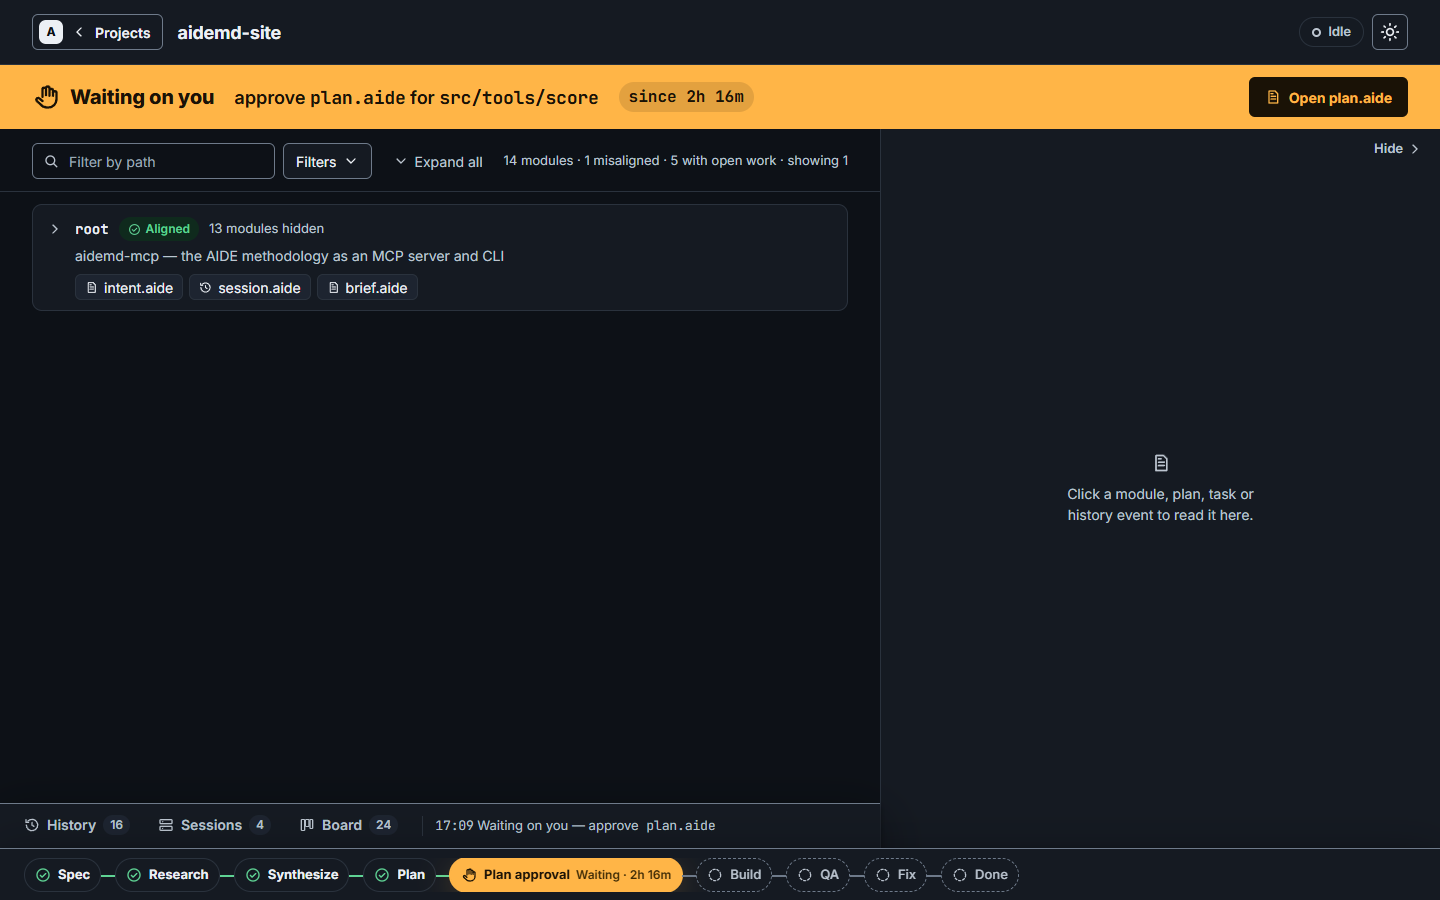 A Projects aidemd-site Idle
Waiting on you approve plan.aide for src/tools/score since 2h 16m Open plan.aide
Filter by path Filters Expand all 14 modules · 1 misaligned · 5 with open work · showing 1
Hide
root Aligned 13 modules hidden
aidemd-mcp — the AIDE methodology as an MCP server and CLI
intent.aide session.aide brief.aide
Click a module, plan, task or
history event to read it here.
History 16 Sessions 4 Board 24 17:09 Waiting on you — approve plan.aide
Spec Research Synthesize Plan Plan approval Waiting · 2h 16m Build QA Fix Done